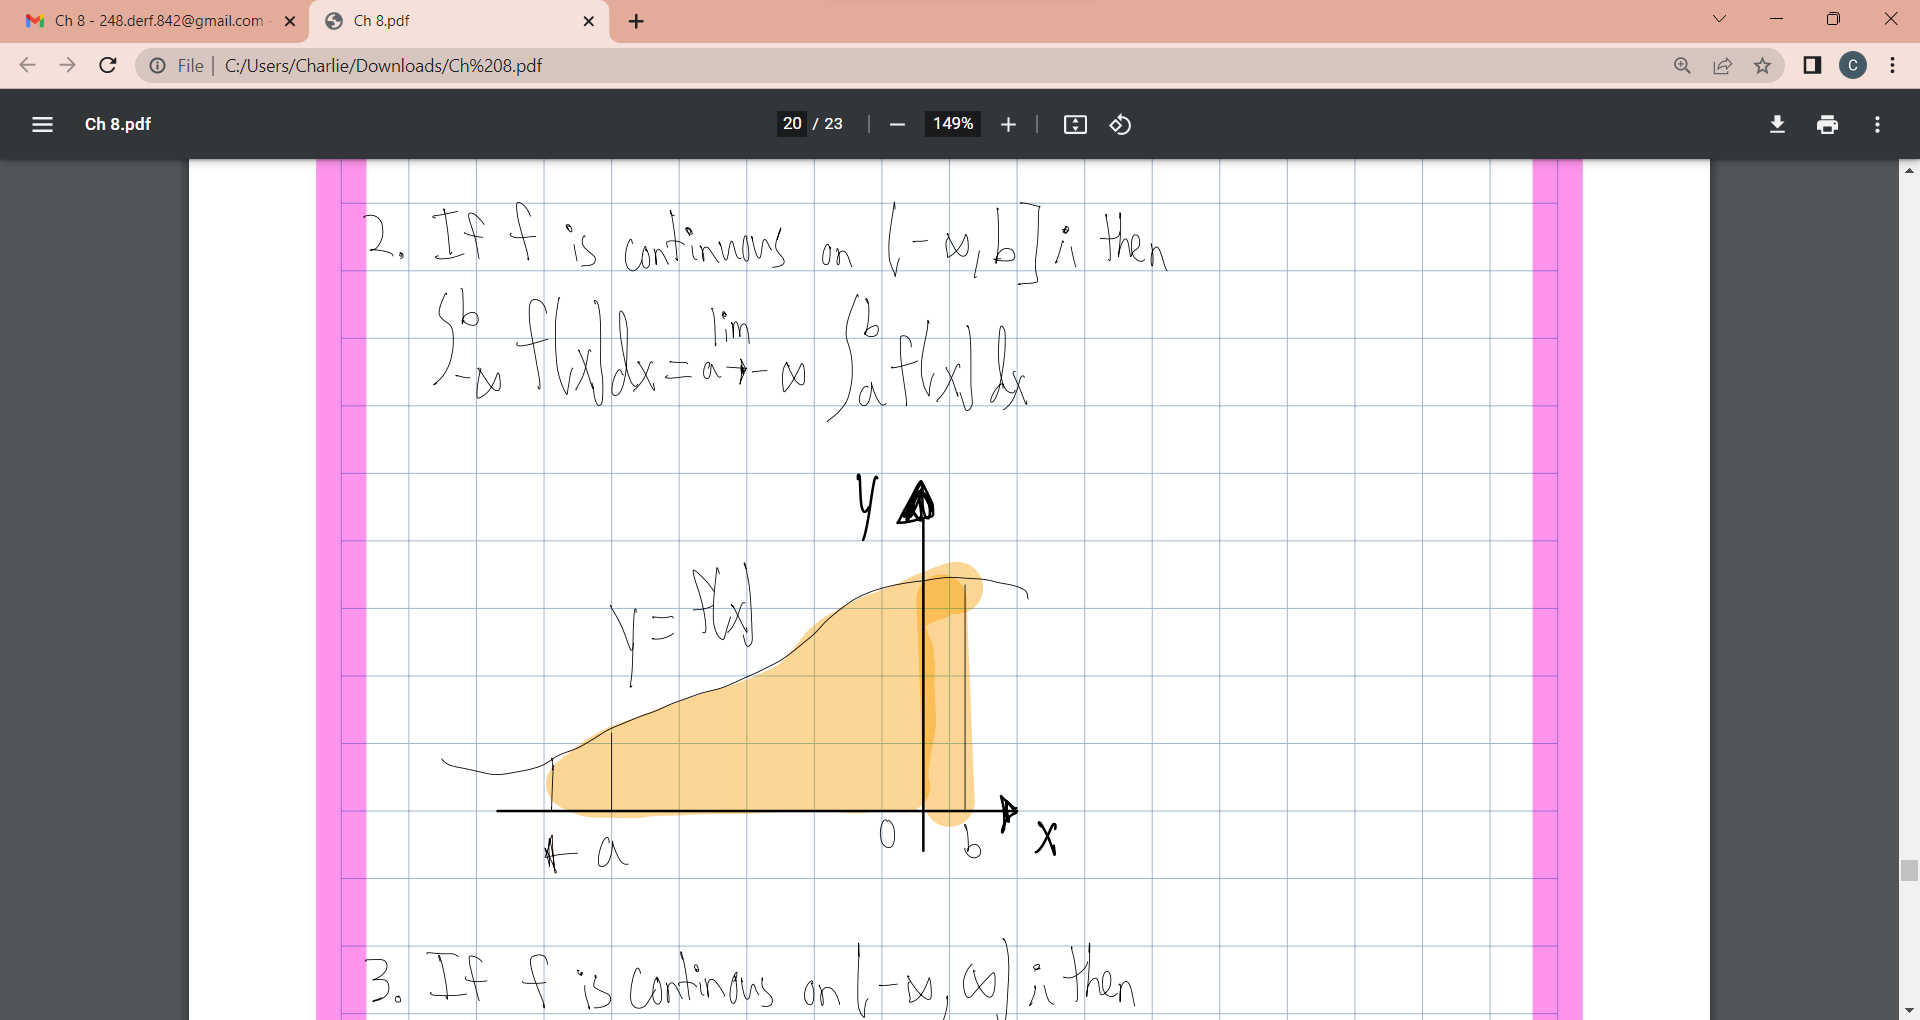 Ch 8 - 248.derf.842@gmail.com
Ch 8.pdf
File | C:/Users/Charlie/Downloads/Ch%208.pdf
C
Ch 8.pdf
20 / 23
149%
2. If f is continuous on (-∞, b] ; then
∫_{-∞}^{b} f(x) dx = lim_{a→-∞} ∫_{a}^{b} f(x) dx
y
y = f(x)
← a 0 b x
3. If f is continous on (-∞, ∞) ; then